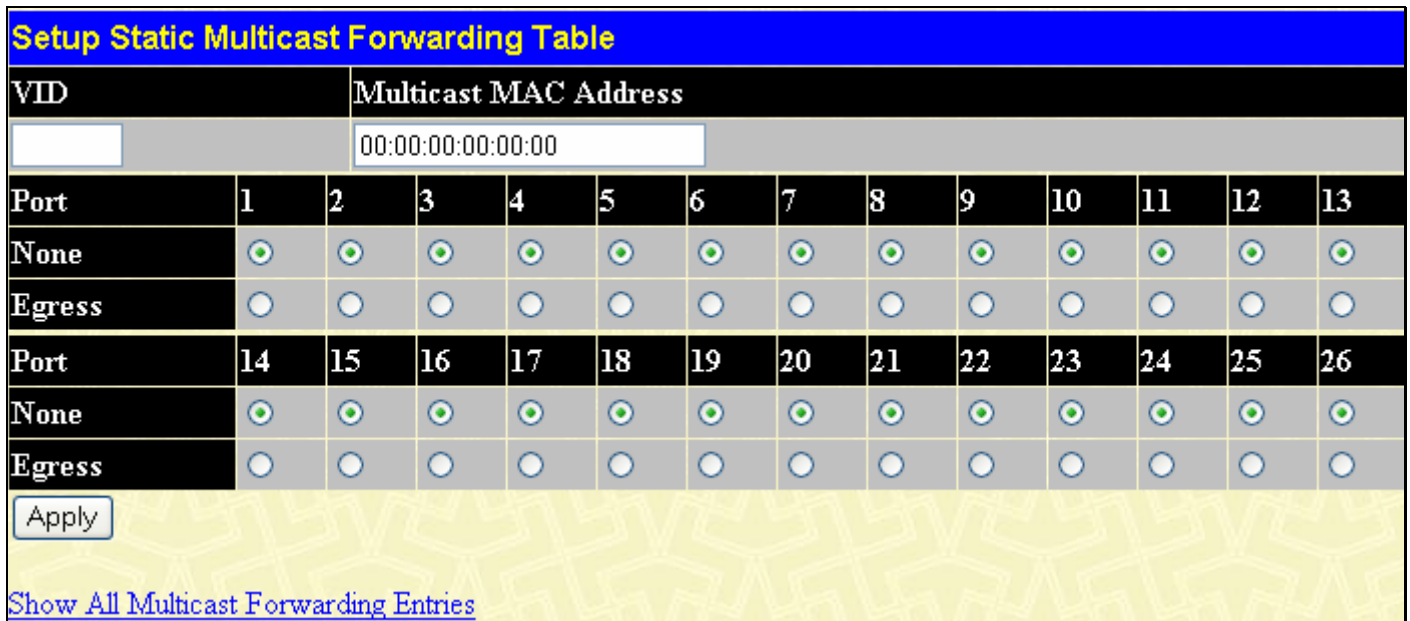 Setup Static Multicast Forwarding Table
VID Multicast MAC Address
00:00:00:00:00:00
Port 1 2 3 4 5 6 7 8 9 10 11 12 13
None
Egress
Port 14 15 16 17 18 19 20 21 22 23 24 25 26
None
Egress
Apply
Show All Multicast Forwarding Entries